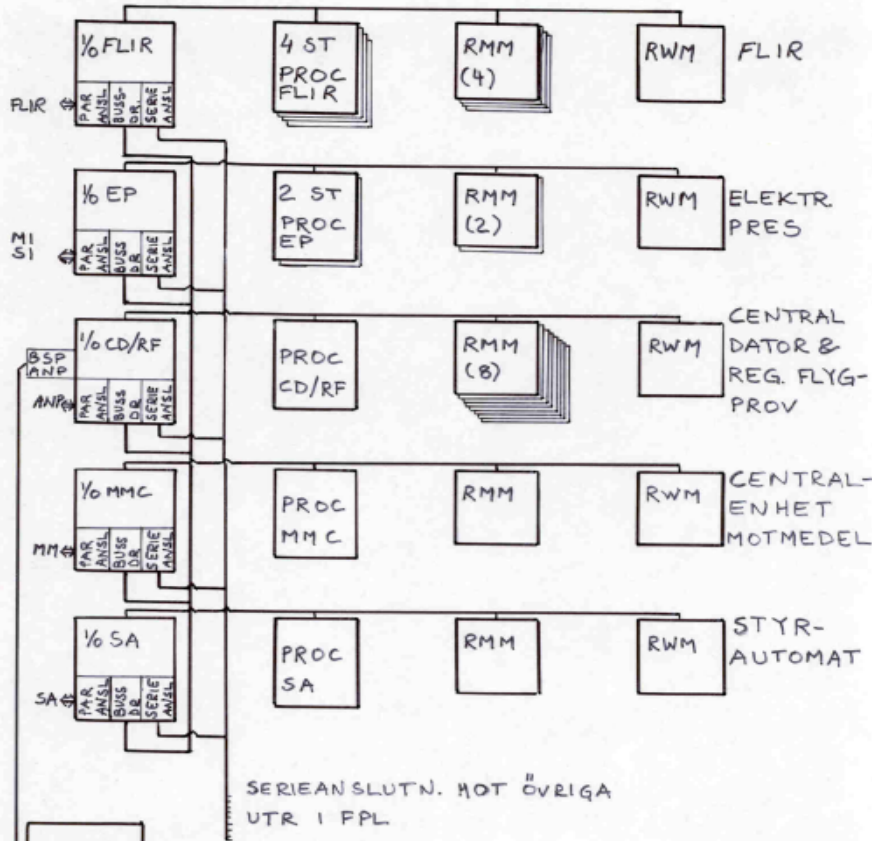 I/O FLIR
4 ST
PROC
FLIR
RMM
(4)
RWM
FLIR
FLIR
PAR
ANSL
BUSS-
DR.
SERIE
ANSL
I/O EP
2 ST
PROC
EP
RMM
(2)
RWM
ELEKTR.
PRES
MI
SI
PAR
ANSL
BUSS
DR
SERIE
ANSL
I/O CD/RF
PROC
CD/RF
RMM
(8)
RWM
CENTRAL
DATOR &
REG. FLYG-
PROV
BSP
ANP
ANP
PAR
ANSL
BUSS
DR
SERIE
ANSL
I/O MMC
PROC
MMC
RMM
RWM
CENTRAL-
ENHET
MOTMEDEL
MM
PAR
ANSL
BUSS
DR
SERIE
ANSL
I/O SA
PROC
SA
RMM
RWM
STYR-
AUTOMAT
SA
PAR
ANSL
BUSS
DR
SERIE
ANSL
SERIEANSLUTN. MOT ÖVRIGA
UTR I FPL